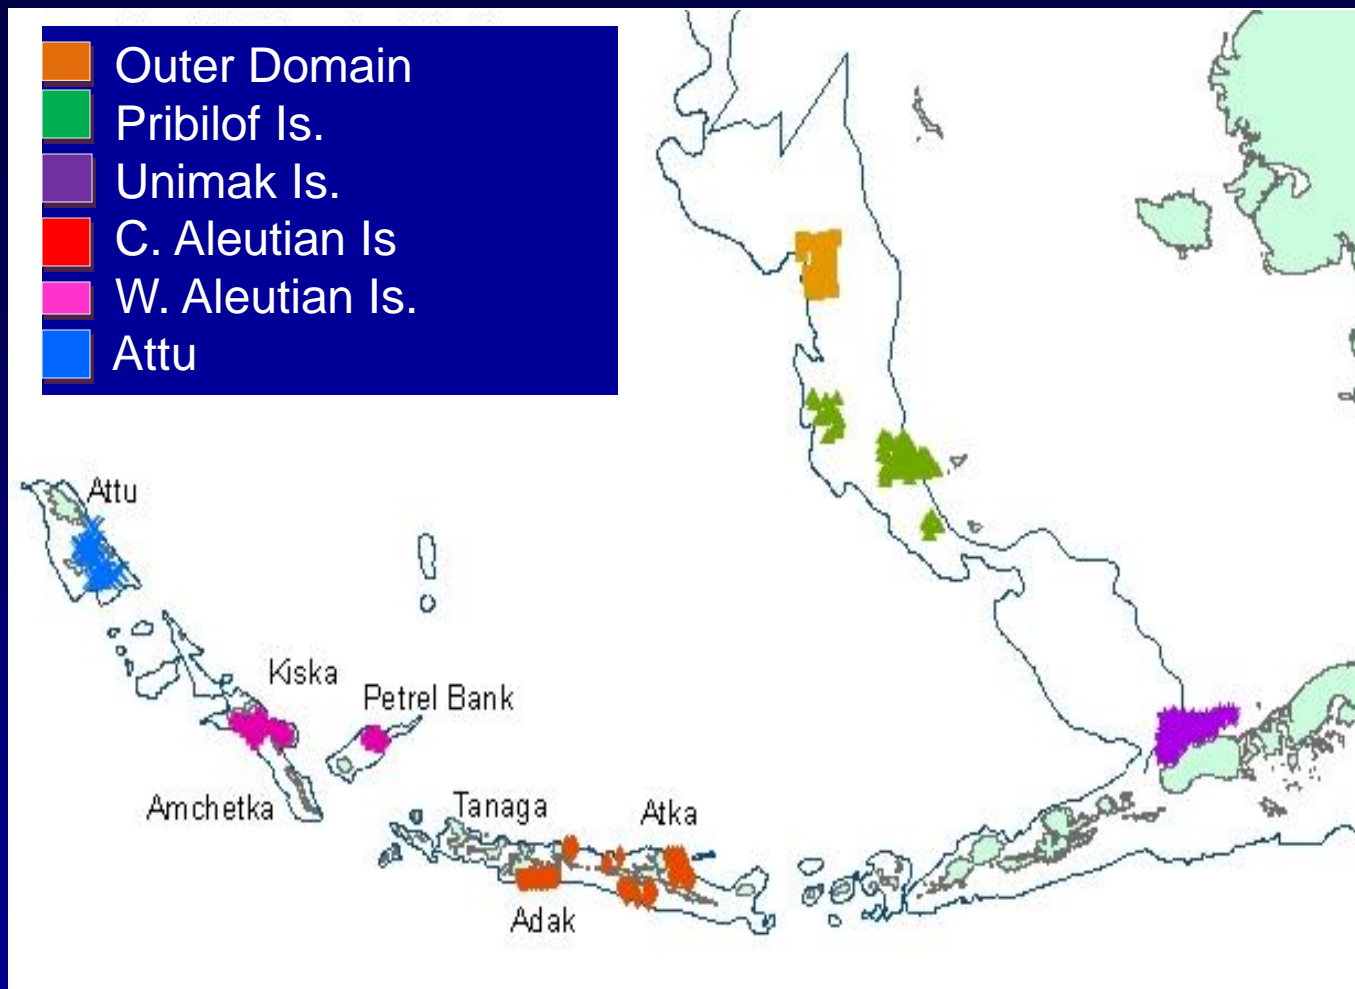 Outer Domain
Pribilof Is.
Unimak Is.
C. Aleutian Is
W. Aleutian Is.
Attu
Attu
Kiska
Petrel Bank
Amchetka
Tanaga
Atka
Adak